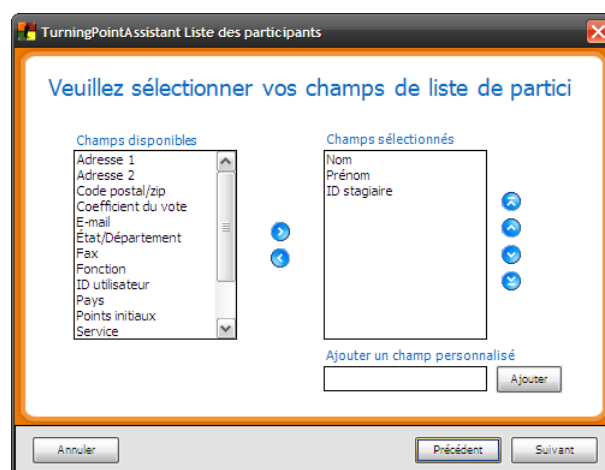 TurningPointAssistant Liste des participants
Veuillez sélectionner vos champs de liste de partici
Champs disponibles
Adresse 1
Adresse 2
Code postal/zip
Coefficient du vote
E-mail
État/Département
Fax
Fonction
ID utilisateur
Pays
Points initiaux
Service
Champs sélectionnés
Nom
Prénom
ID stagiaire
Ajouter un champ personnalisé
Ajouter
Annuler
Précédent
Suivant